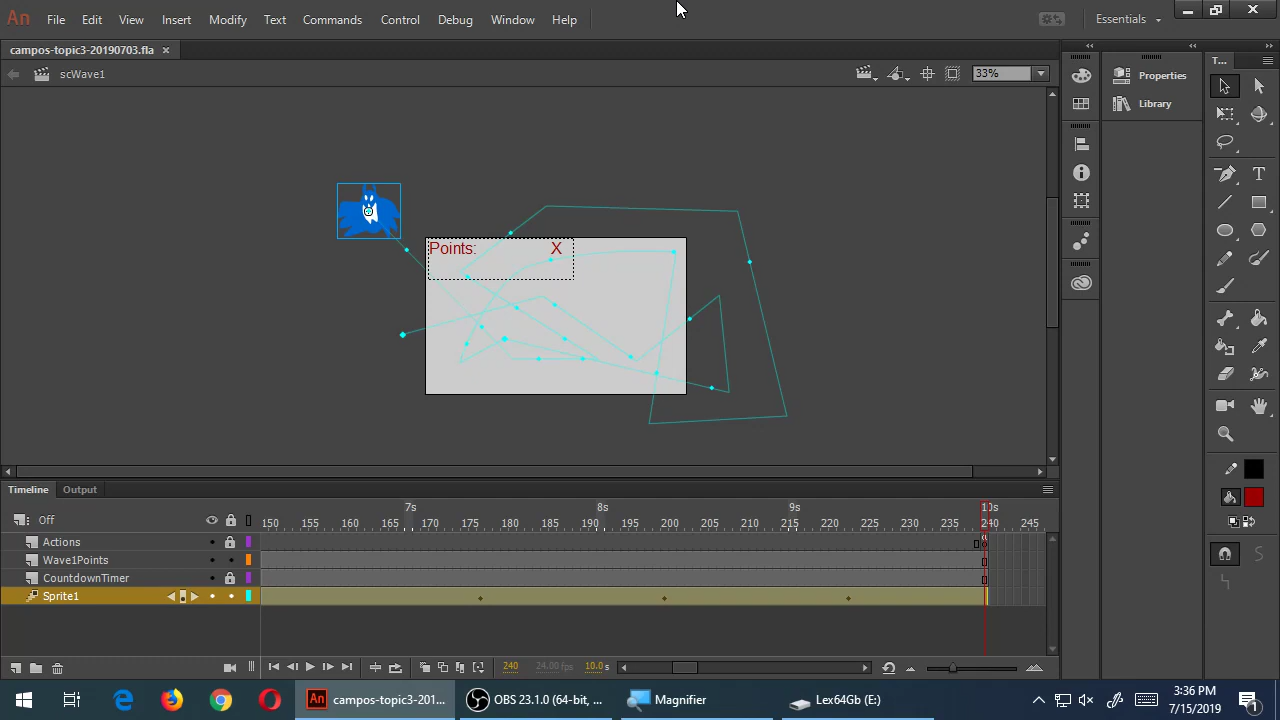 An File Edit View Insert Modify Text Commands Control Debug Window Help Essentials
campos-topic3-20190703.fla ×
scWave1 33%
T...
Properties
Library
Points: X
Timeline Output
7s 8s 9s 10s
Off 150 155 160 165 170 175 180 185 190 195 200 205 210 215 220 225 230 235 240 245
Actions
Wave1Points
CountdownTimer
Sprite1
240 24.00 fps 10.0 s
An campos-topic3-201... OBS 23.1.0 (64-bit, ... Magnifier Lex64Gb (E:) 3:36 PM
7/15/2019
1